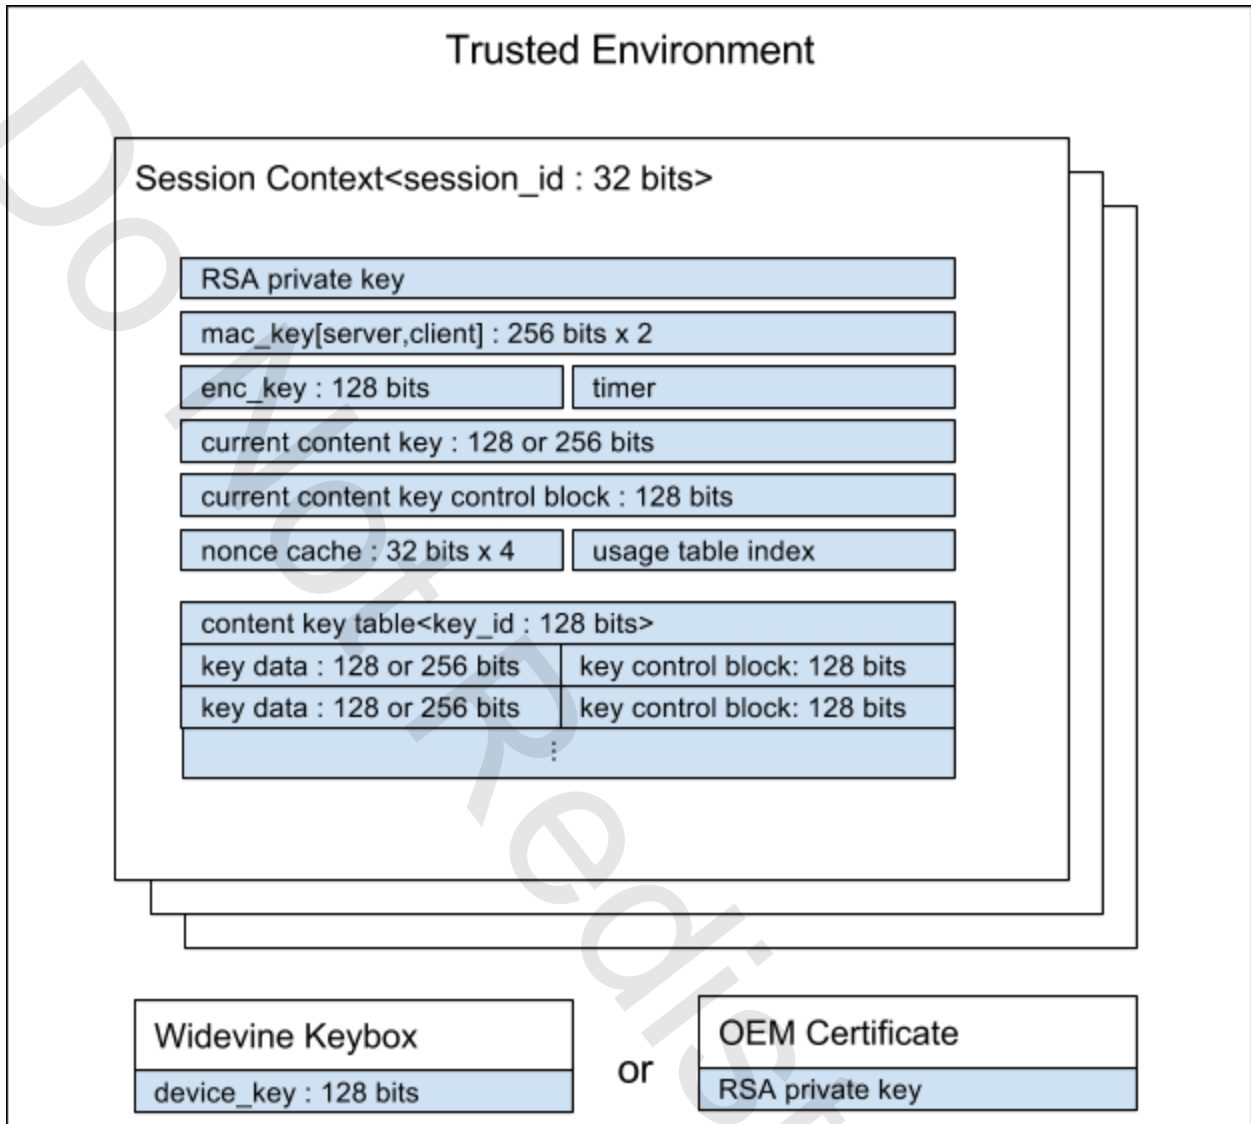 Trusted Environment
Session Context<session_id : 32 bits>
RSA private key
mac_key[server,client] : 256 bits x 2
enc_key : 128 bits
timer
current content key : 128 or 256 bits
current content key control block : 128 bits
nonce cache : 32 bits x 4
usage table index
content key table<key_id : 128 bits>
key data : 128 or 256 bits
key control block: 128 bits
key data : 128 or 256 bits
key control block: 128 bits
⋮
Widevine Keybox
device_key : 128 bits
or
OEM Certificate
RSA private key
Do Not Redist